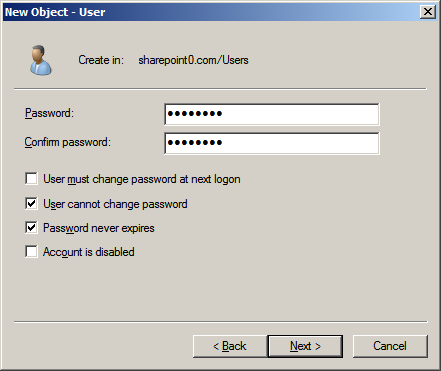 New Object - User
Create in: sharepoint0.com/Users
Password: ●●●●●●●●
Confirm password: ●●●●●●●●
User must change password at next logon
User cannot change password
Password never expires
Account is disabled
< Back Next > Cancel